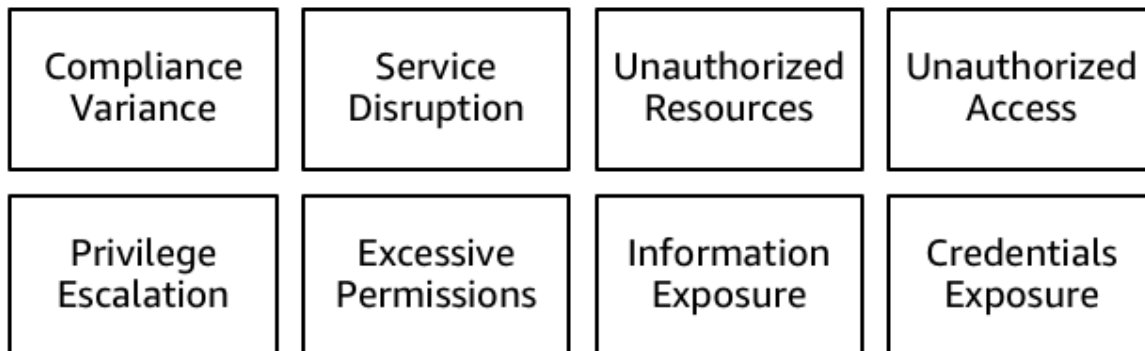 Compliance
Variance
Service
Disruption
Unauthorized
Resources
Unauthorized
Access
Privilege
Escalation
Excessive
Permissions
Information
Exposure
Credentials
Exposure